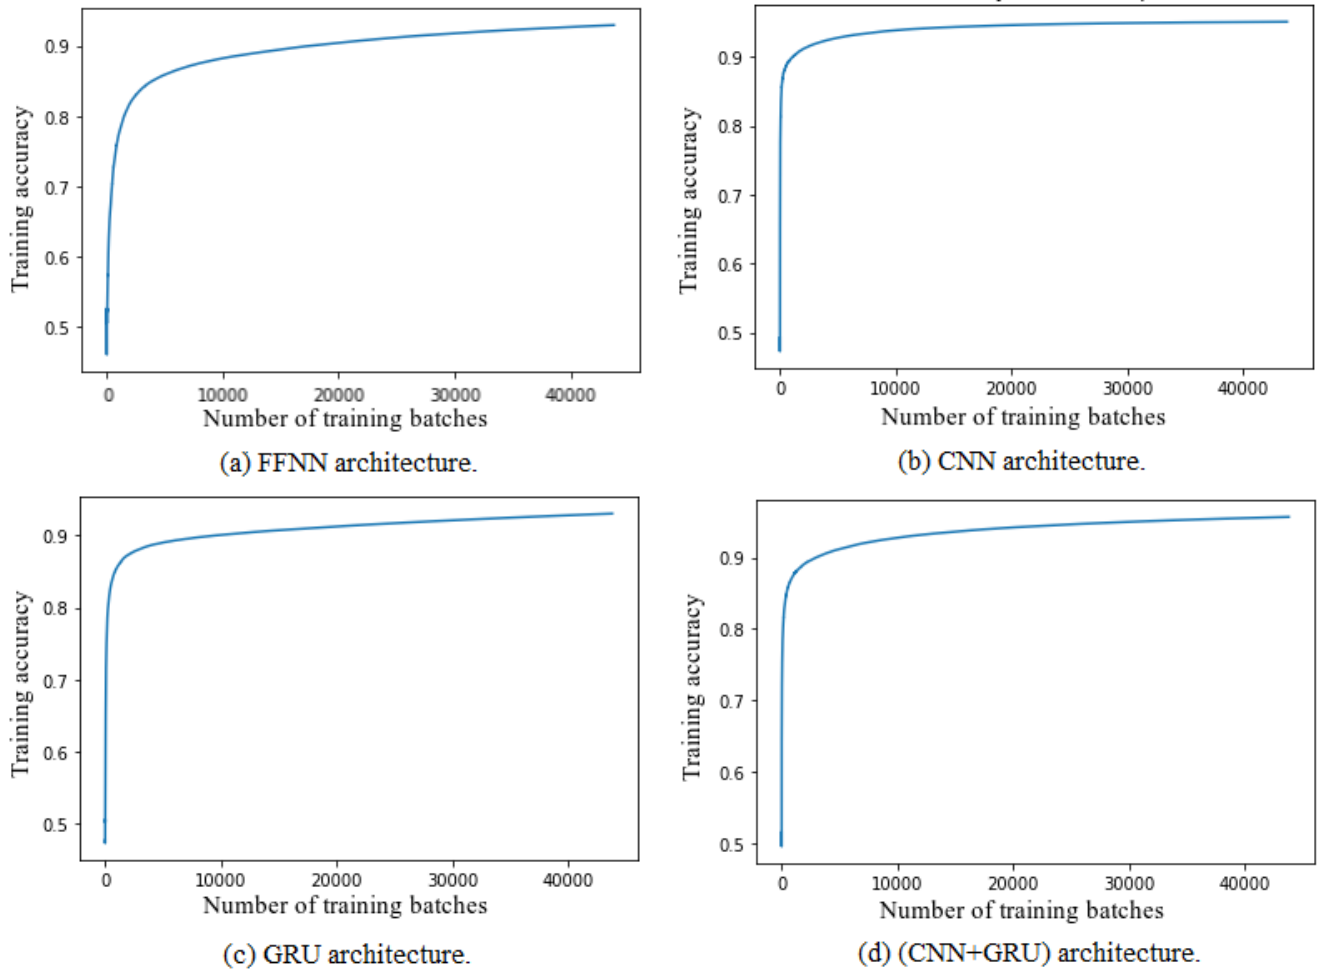 0.9
0.8
0.7
0.6
0.5
Training accuracy
0 10000 20000 30000 40000
Number of training batches
(a) FFNN architecture.
0.9
0.8
0.7
0.6
0.5
Training accuracy
0 10000 20000 30000 40000
Number of training batches
(b) CNN architecture.
0.9
0.8
0.7
0.6
0.5
Training accuracy
0 10000 20000 30000 40000
Number of training batches
(c) GRU architecture.
0.9
0.8
0.7
0.6
0.5
Training accuracy
0 10000 20000 30000 40000
Number of training batches
(d) (CNN+GRU) architecture.